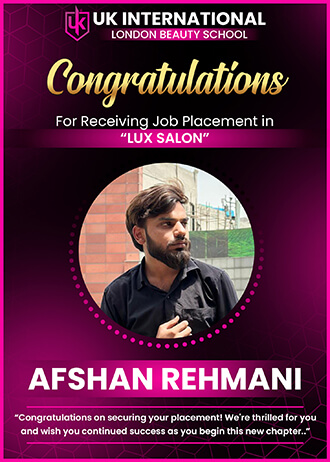 UK INTERNATIONAL
LONDON BEAUTY SCHOOL
Congratulations
For Receiving Job Placement in
“LUX SALON”
AFSHAN REHMANI
“Congratulations on securing your placement! We're thrilled for you
and wish you continued success as you begin this new chapter..”